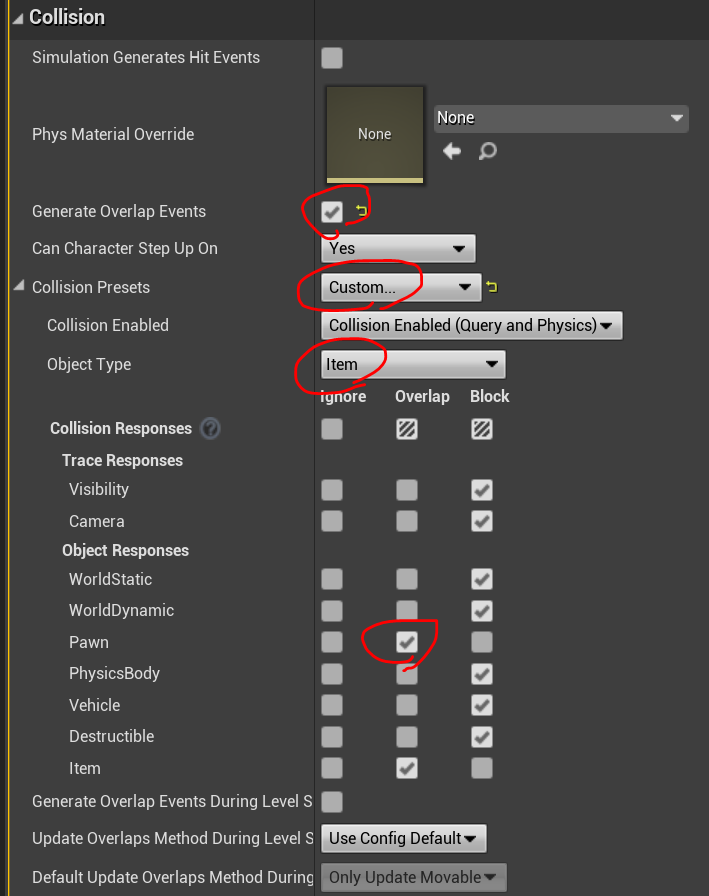 Collision
Simulation Generates Hit Events
Phys Material Override
None
None
Generate Overlap Events
Can Character Step Up On
Yes
Collision Presets
Custom...
Collision Enabled
Collision Enabled (Query and Physics)
Object Type
Item
Ignore Overlap Block
Collision Responses ?
Trace Responses
Visibility
Camera
Object Responses
WorldStatic
WorldDynamic
Pawn
PhysicsBody
Vehicle
Destructible
Item
Generate Overlap Events During Level S
Update Overlaps Method During Level S
Use Config Default
Default Update Overlaps Method During
Only Update Movable